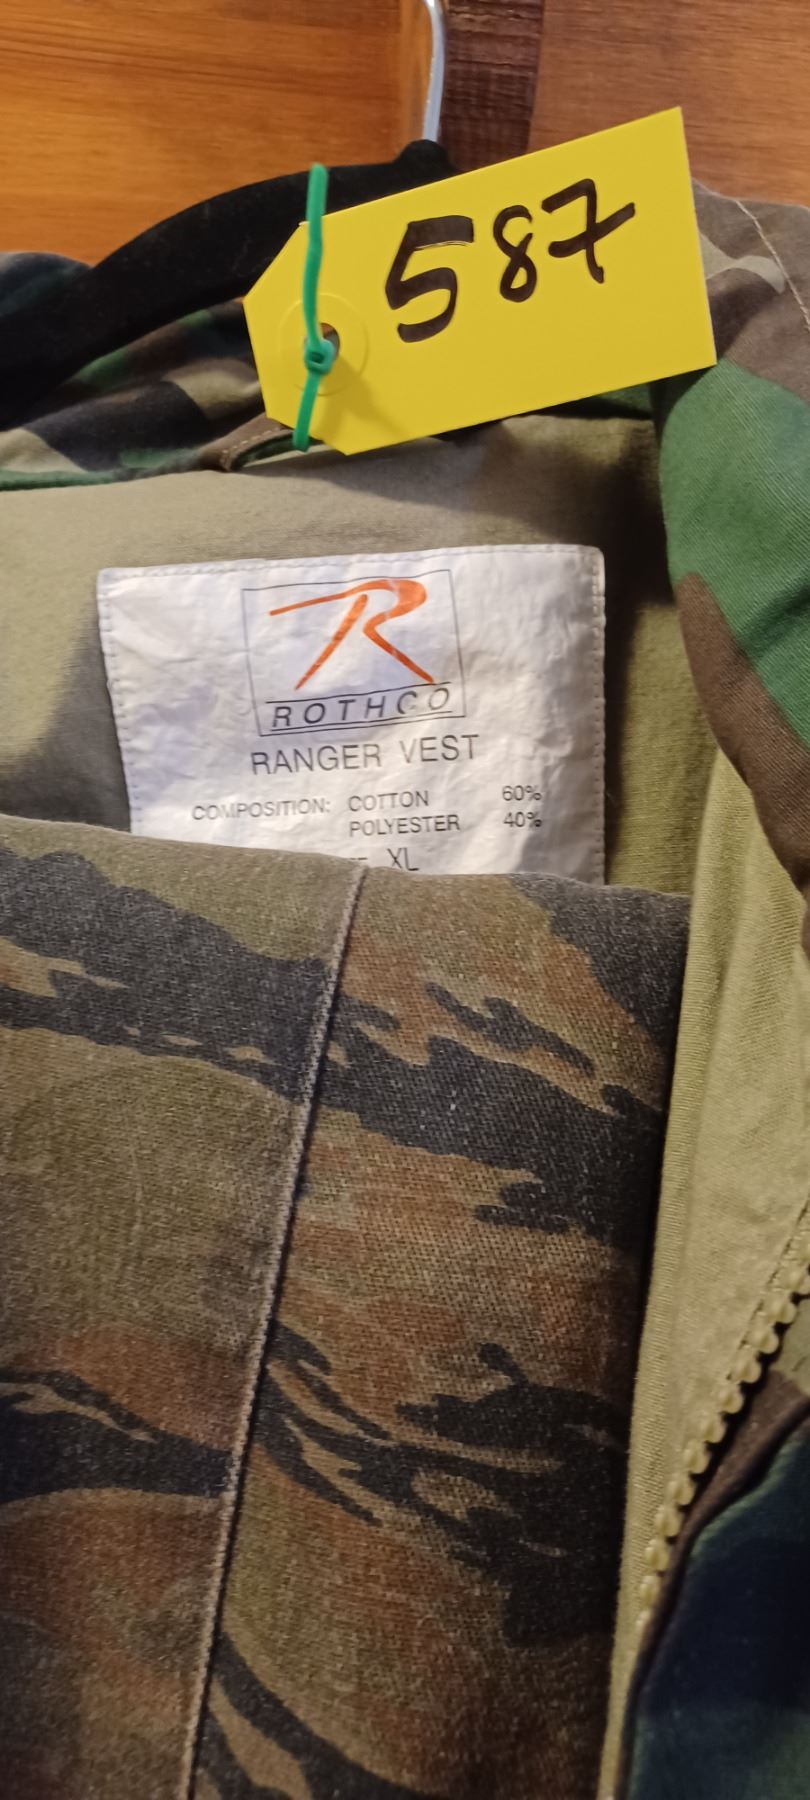 587
R
ROTHCO
RANGER VEST
COMPOSITION: COTTON 60%
POLYESTER 40%
XL